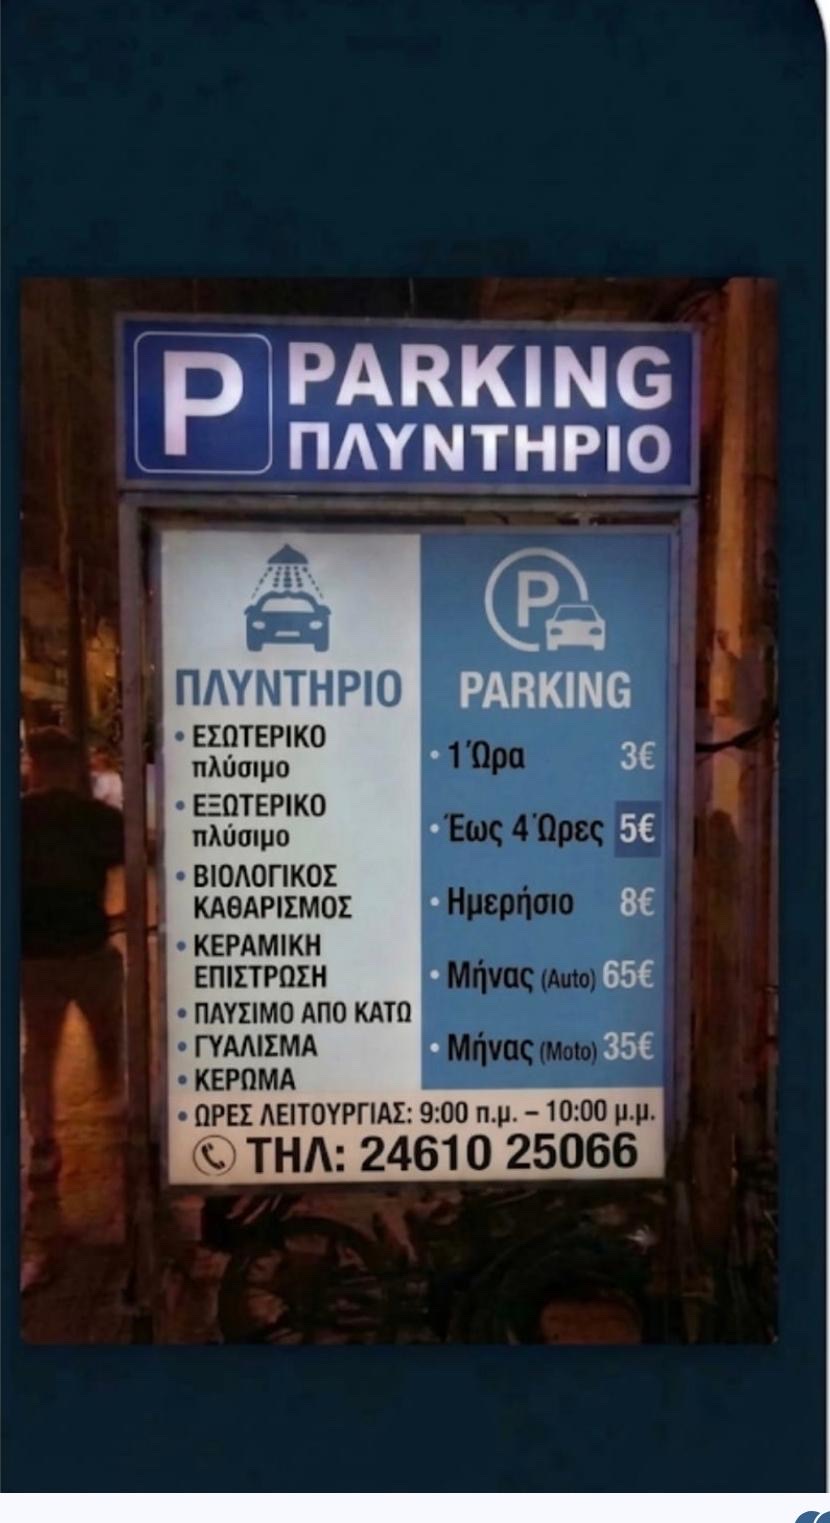 P PARKING
ΠΛΥΝΤΗΡΙΟ
P
ΠΛΥΝΤΗΡΙΟ
• ΕΣΩΤΕΡΙΚΟ
πλύσιμο
• ΕΞΩΤΕΡΙΚΟ
πλύσιμο
• ΒΙΟΛΟΓΙΚΟΣ
ΚΑΘΑΡΙΣΜΟΣ
• ΚΕΡΑΜΙΚΗ
ΕΠΙΣΤΡΩΣΗ
• ΠΛΥΣΙΜΟ ΑΠΟ ΚΑΤΩ
• ΓΥΑΛΙΣΜΑ
• ΚΕΡΩΜΑ
PARKING
• 1 Ώρα 3€
• Έως 4 Ώρες 5€
• Ημερήσιο 8€
• Μήνας (Auto) 65€
• Μήνας (Moto) 35€
• ΩΡΕΣ ΛΕΙΤΟΥΡΓΙΑΣ: 9:00 π.μ. – 10:00 μ.μ.
ΤΗΛ: 24610 25066